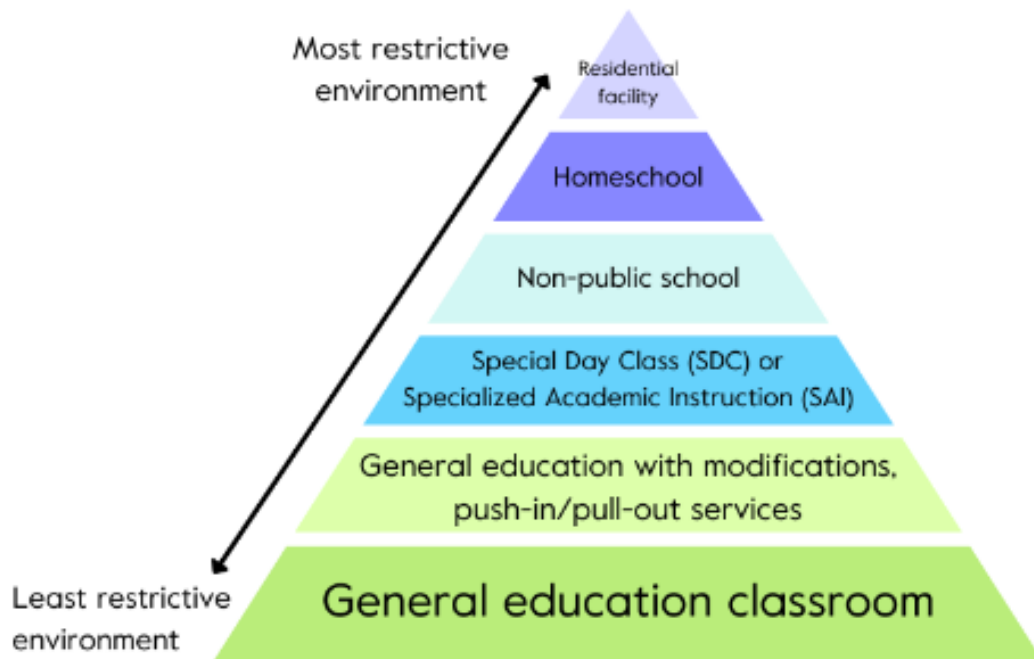 Most restrictive
environment
Residential
facility
Homeschool
Non-public school
Special Day Class (SDC) or
Specialized Academic Instruction (SAI)
General education with modifications,
push-in/pull-out services
Least restrictive
environment
General education classroom